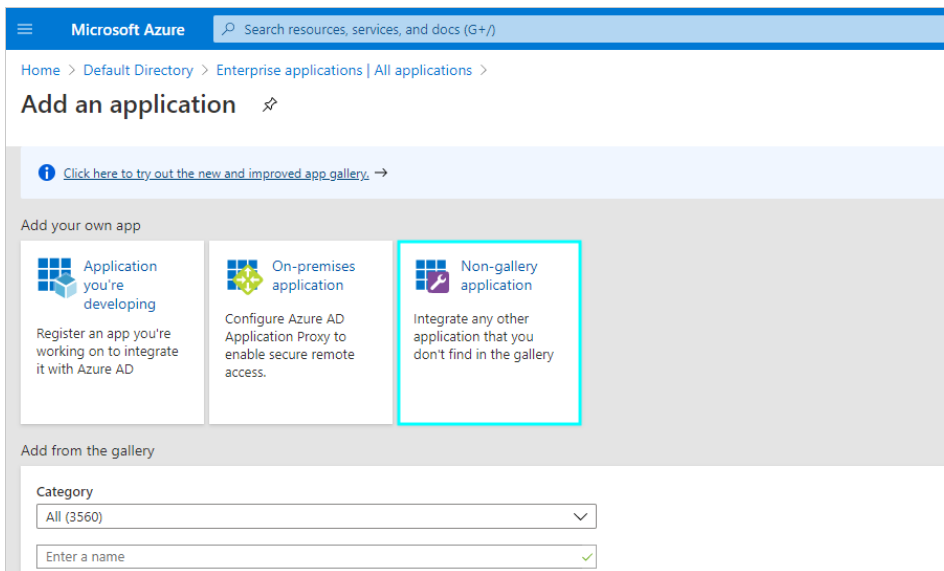 Microsoft Azure
Search resources, services, and docs (G+/)
Home > Default Directory > Enterprise applications | All applications >
Add an application
Click here to try out the new and improved app gallery. →
Add your own app
Application
you're
developing
Register an app you're
working on to integrate
it with Azure AD
On-premises
application
Configure Azure AD
Application Proxy to
enable secure remote
access.
Non-gallery
application
Integrate any other
application that you
don't find in the gallery
Add from the gallery
Category
All (3560)
Enter a name